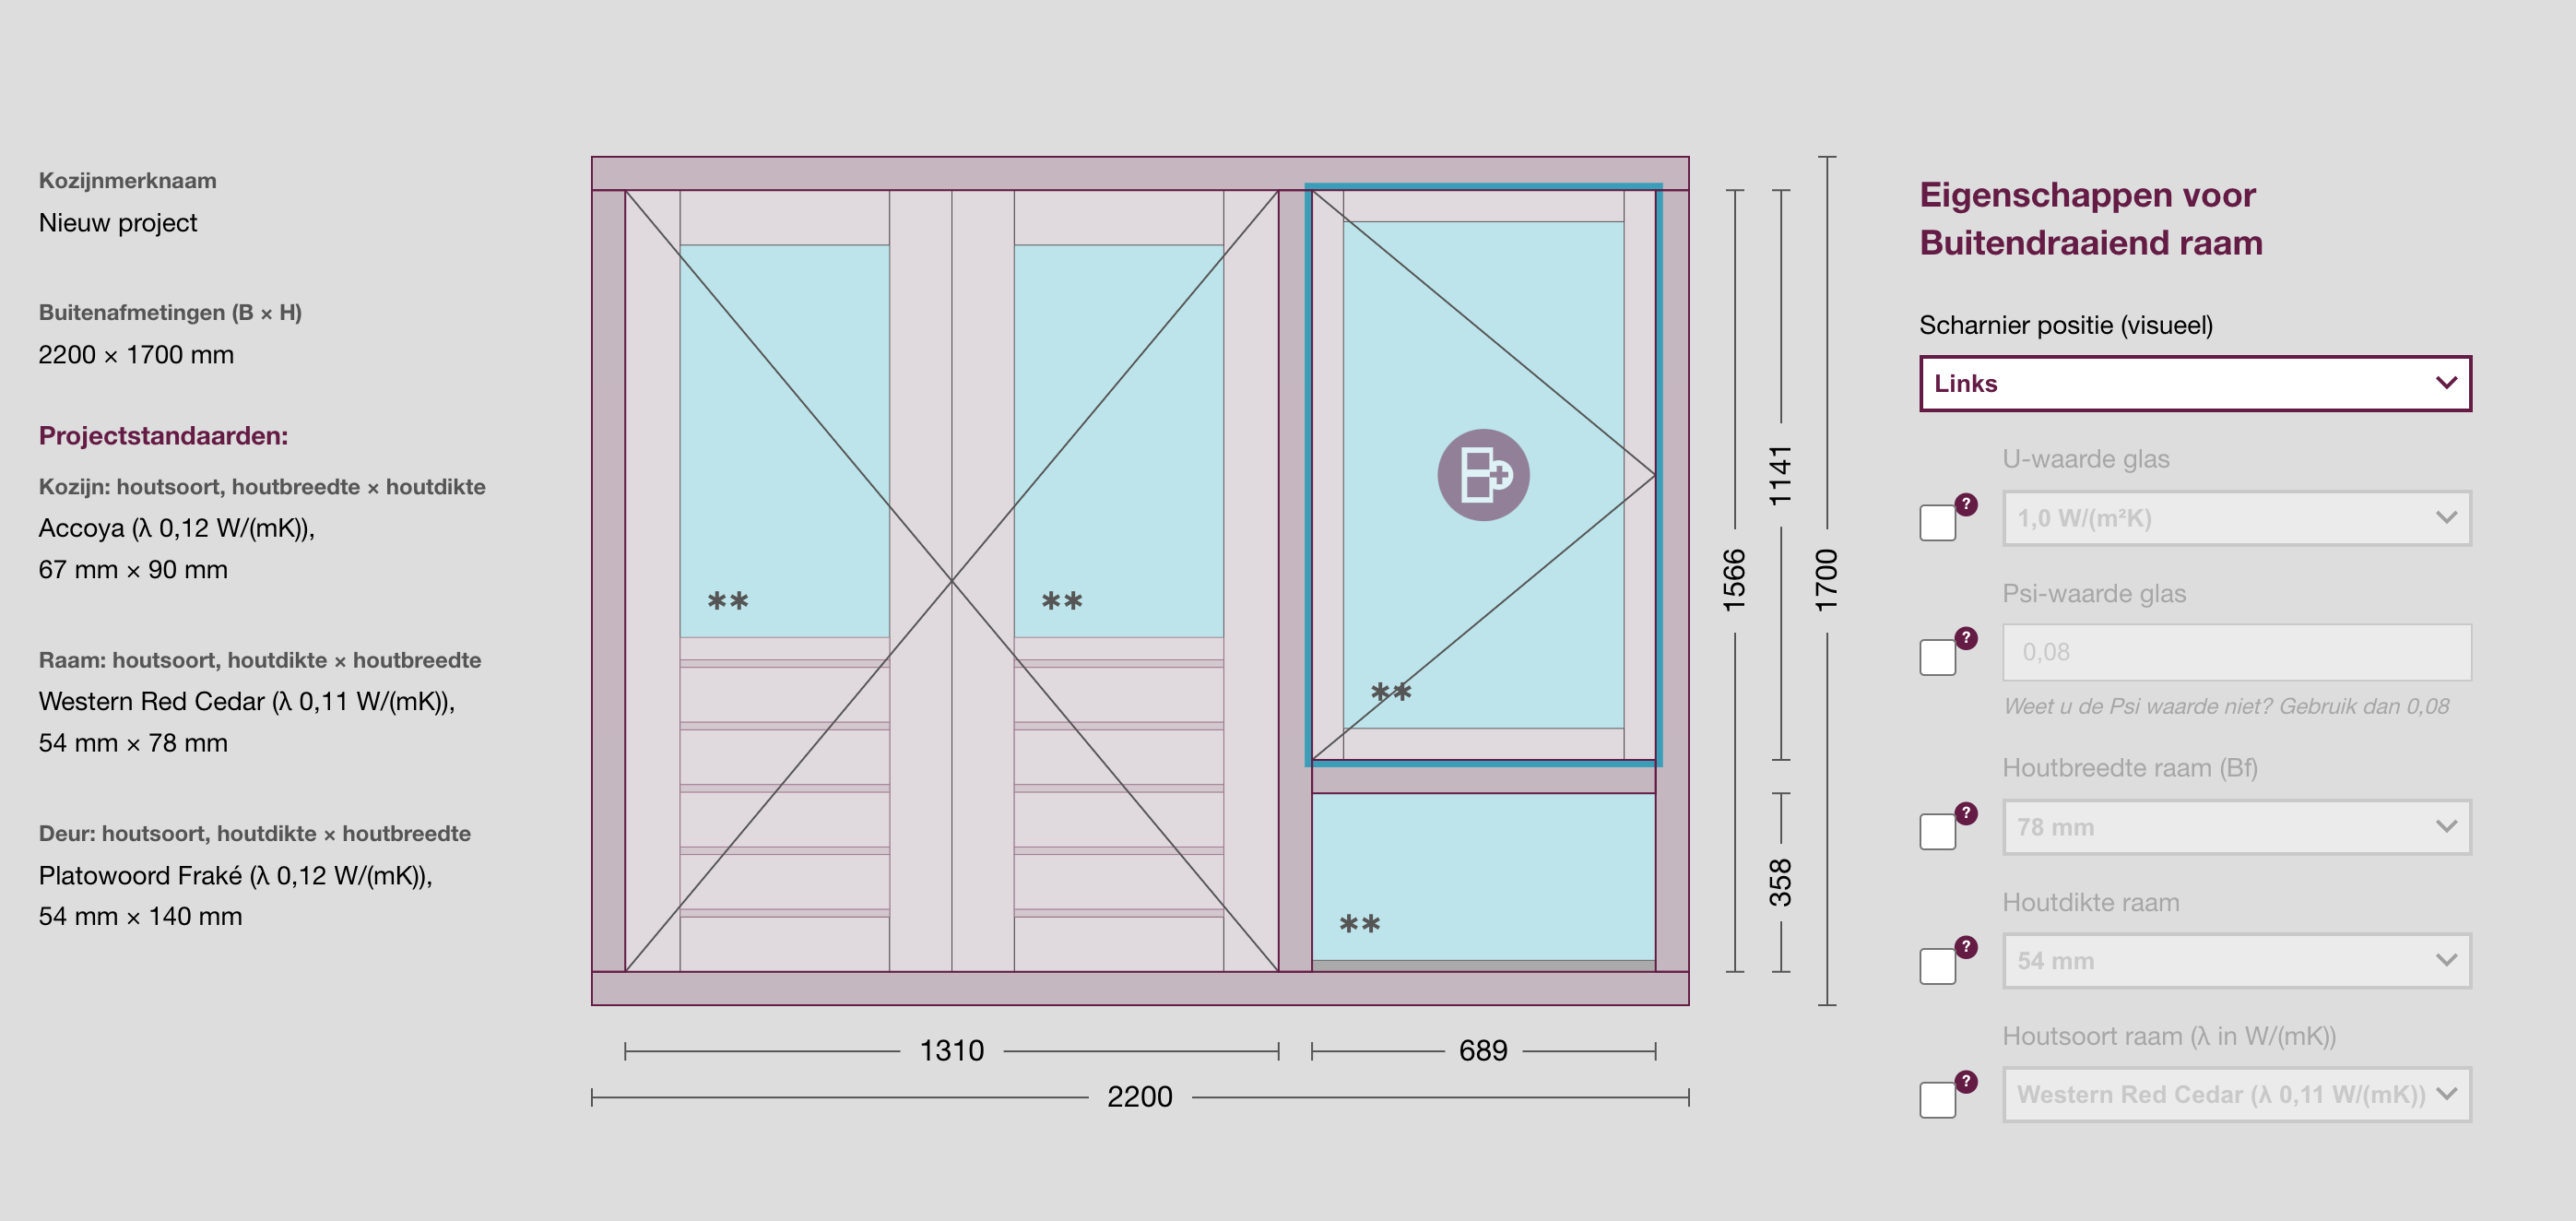 Kozijnmerknaam
Nieuw project
Buitenafmetingen (B × H)
2200 × 1700 mm
Projectstandaarden:
Kozijn: houtsoort, houtbreedte × houtdikte
Accoya (λ 0,12 W/(mK)),
67 mm × 90 mm
Raam: houtsoort, houtdikte × houtbreedte
Western Red Cedar (λ 0,11 W/(mK)),
54 mm × 78 mm
Deur: houtsoort, houtdikte × houtbreedte
Platowoord Fraké (λ 0,12 W/(mK)),
54 mm × 140 mm
**
**
**
**
1566
1141
358
1700
1310
689
2200
Eigenschappen voor
Buitendraaiend raam
Scharnier positie (visueel)
Links
U-waarde glas
?
1,0 W/(m²K)
Psi-waarde glas
?
0,08
Weet u de Psi waarde niet? Gebruik dan 0,08
Houtbreedte raam (Bf)
?
78 mm
Houtdikte raam
?
54 mm
Houtsoort raam (λ in W/(mK))
?
Western Red Cedar (λ 0,11 W/(mK))